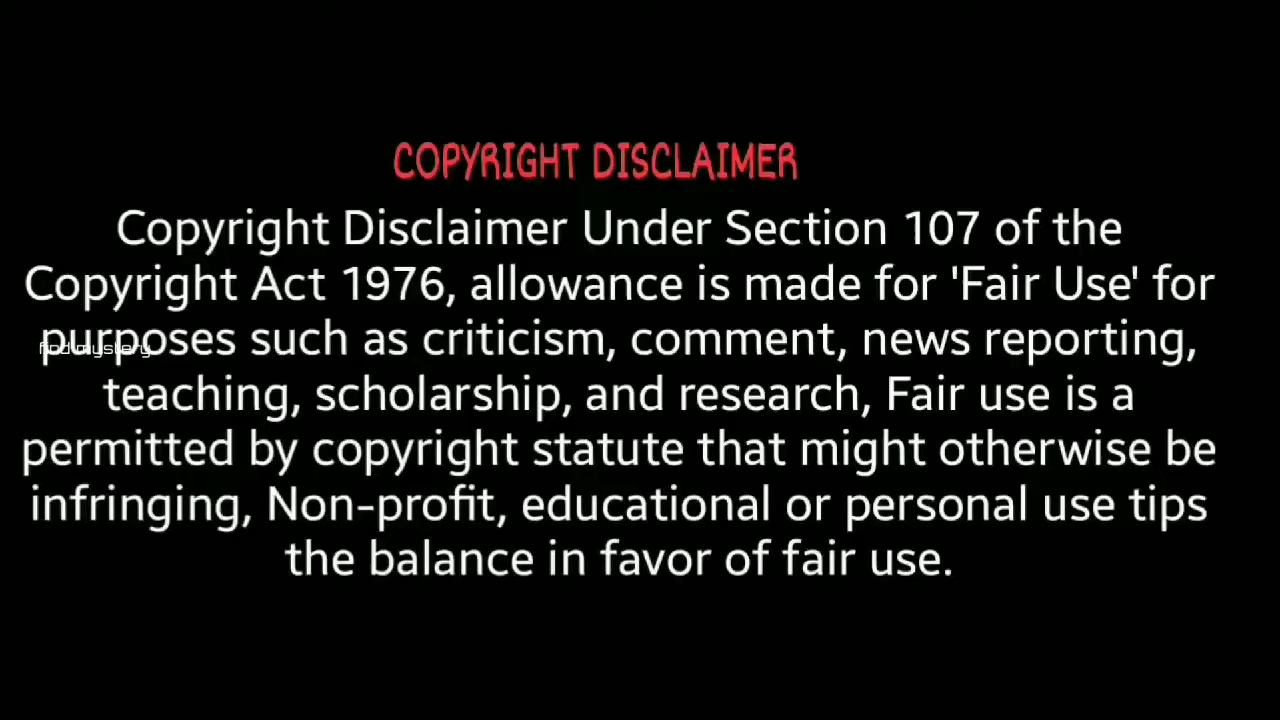 COPYRIGHT DISCLAIMER
Copyright Disclaimer Under Section 107 of the
Copyright Act 1976, allowance is made for 'Fair Use' for
purposes such as criticism, comment, news reporting,
find mystery
teaching, scholarship, and research, Fair use is a
permitted by copyright statute that might otherwise be
infringing, Non-profit, educational or personal use tips
the balance in favor of fair use.